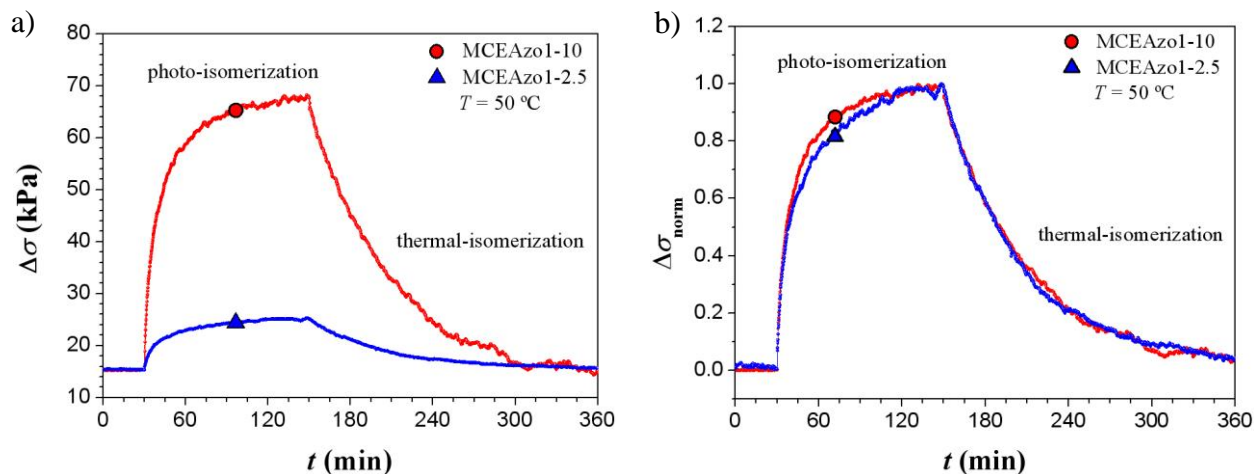 a)
Δσ (kPa)
80
70
60
50
40
30
20
10
0 60 120 180 240 300 360
t (min)
photo-isomerization
MCEAzo1-10
MCEAzo1-2.5
T = 50 ºC
thermal-isomerization
b)
Δσnorm
1.2
1.0
0.8
0.6
0.4
0.2
0.0
0 60 120 180 240 300 360
t (min)
photo-isomerization
MCEAzo1-10
MCEAzo1-2.5
T = 50 ºC
thermal-isomerization